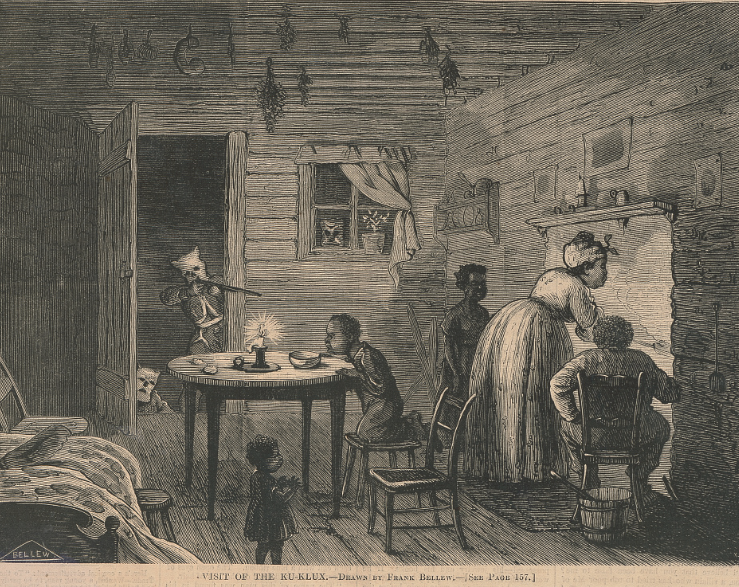 BELLEW
VISIT OF THE KU-KLUX.—Drawn by Frank Bellew.—[See Page 157.]